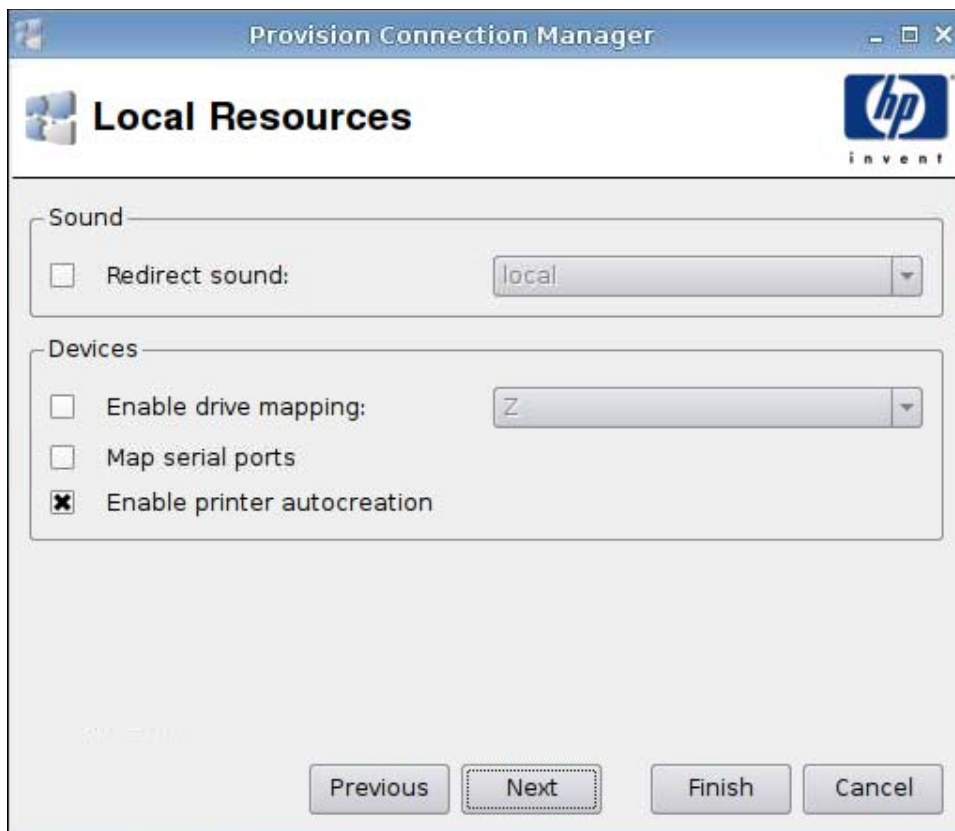 Provision Connection Manager
Local Resources
hp
invent
Sound
Redirect sound:
local
Devices
Enable drive mapping:
Z
Map serial ports
Enable printer autocreation
Previous
Next
Finish
Cancel